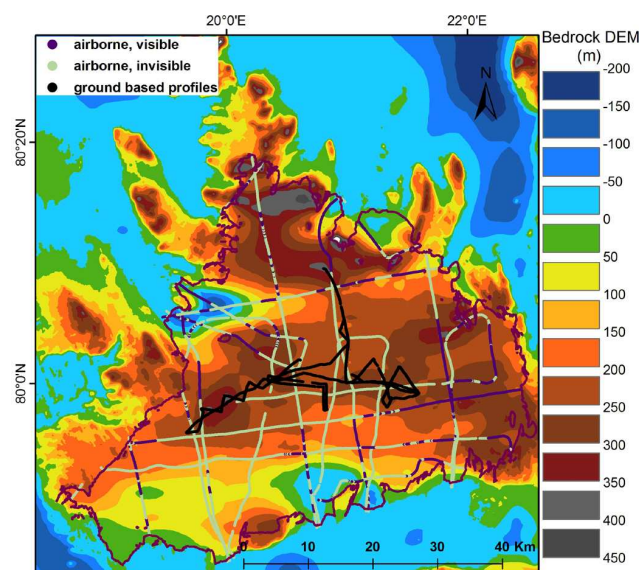 20°0'E
22°0'E
airborne, visible
airborne, invisible
ground based profiles
N
80°20'N
80°0'N
Bedrock DEM
(m)
-200
-150
-100
-50
0
50
100
150
200
250
300
350
400
450
0 10 20 30 40 Km